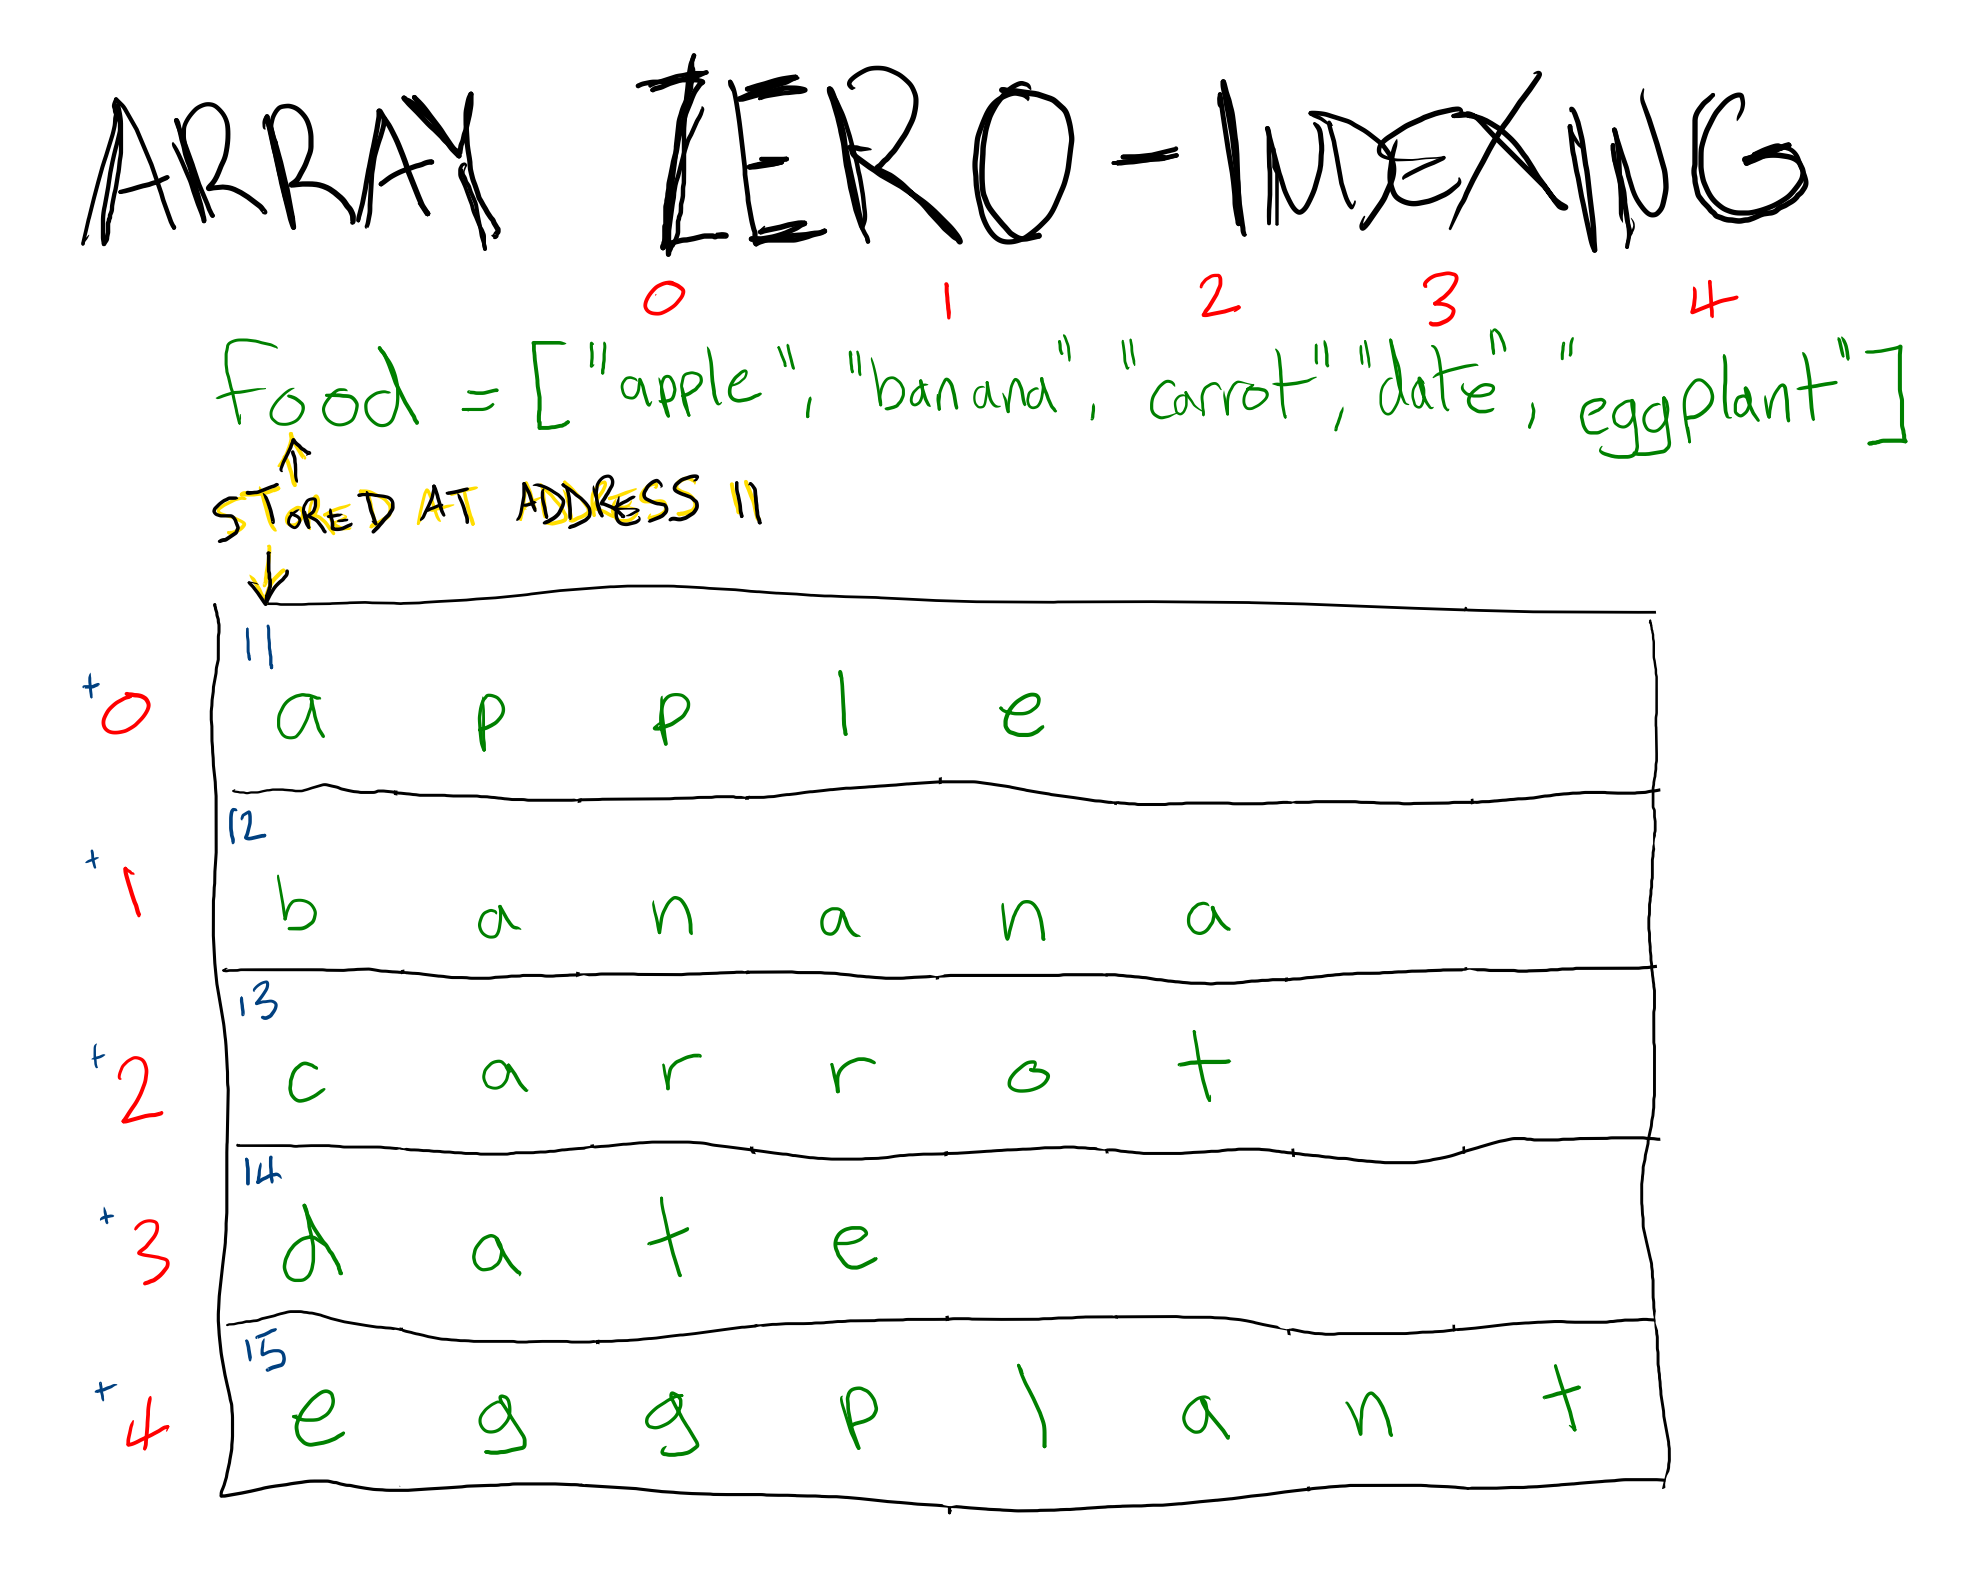 ARRAY ZERO-INDEXING
0 1 2 3 4
food = ["apple", "banana", "carrot", "date", "eggplant"]
STORED AT ADDRESS 11
11
+0 a p p l e
12
+1 b a n a n a
13
+2 c a r r o t
14
+3 d a t e
15
+4 e g g p l a n t